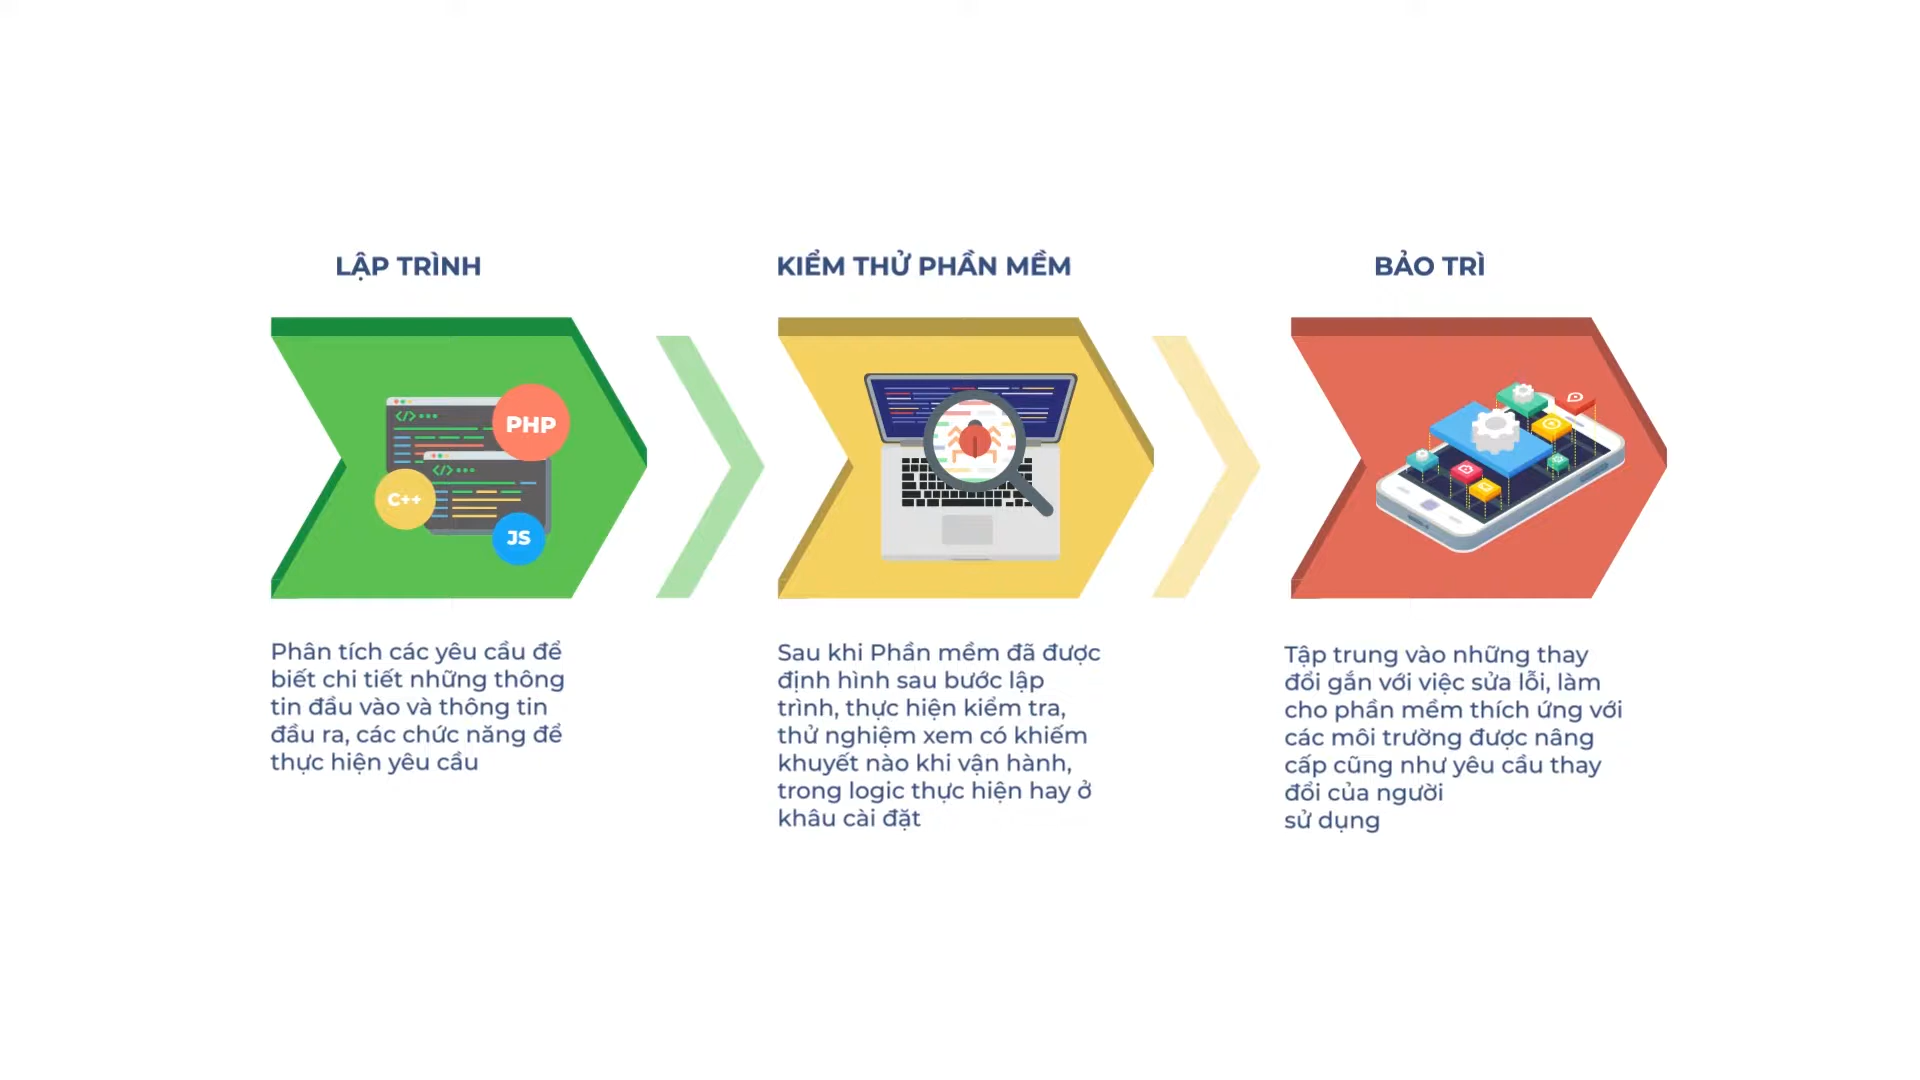 LẬP TRÌNH
KIỂM THỬ PHẦN MỀM
BẢO TRÌ
</>
PHP
</>
C++
JS
Phân tích các yêu cầu để
biết chi tiết những thông
tin đầu vào và thông tin
đầu ra, các chức năng để
thực hiện yêu cầu
Sau khi Phần mềm đã được
định hình sau bước lập
trình, thực hiện kiểm tra,
thử nghiệm xem có khiếm
khuyết nào khi vận hành,
trong logic thực hiện hay ở
khâu cài đặt
Tập trung vào những thay
đổi gắn với việc sửa lỗi, làm
cho phần mềm thích ứng với
các môi trường được nâng
cấp cũng như yêu cầu thay
đổi của người
sử dụng